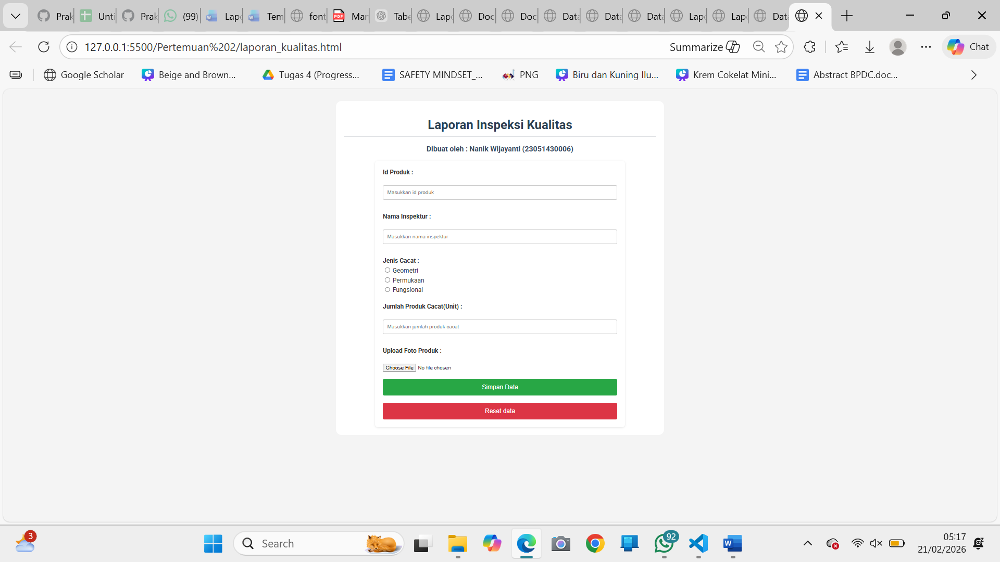 Prak
Unti
Prak
(99)
Lapo
Tem
font
PDF
Mar
Tabe
Lapo
Doc
Doc
Data
Data
Data
Lapo
Lapo
Data
127.0.0.1:5500/Pertemuan%202/laporan_kualitas.html
Summarize
Chat
Google Scholar
Beige and Brown...
Tugas 4 (Progress...
SAFETY MINDSET_...
PNG
Biru dan Kuning Ilu...
Krem Cokelat Mini...
Abstract BPDC.doc...
Laporan Inspeksi Kualitas
Dibuat oleh : Nanik Wijayanti (23051430006)
Id Produk :
Masukkan id produk
Nama Inspektur :
Masukkan nama inspektur
Jenis Cacat :
Geometri
Permukaan
Fungsional
Jumlah Produk Cacat(Unit) :
Masukkan jumlah produk cacat
Upload Foto Produk :
Choose File No file chosen
Simpan Data
Reset data
3
Search
92
05:17
21/02/2026